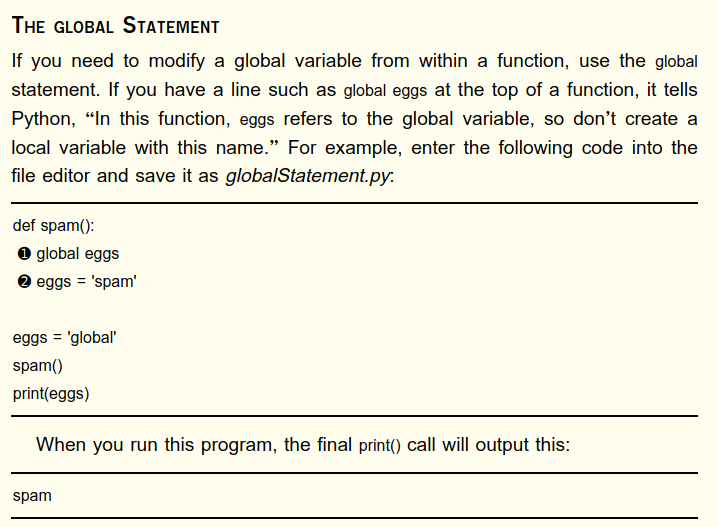 THE GLOBAL STATEMENT
If you need to modify a global variable from within a function, use the global
statement. If you have a line such as global eggs at the top of a function, it tells
Python, “In this function, eggs refers to the global variable, so don’t create a
local variable with this name.” For example, enter the following code into the
file editor and save it as globalStatement.py:
def spam():
❶ global eggs
❷ eggs = 'spam'
eggs = 'global'
spam()
print(eggs)
When you run this program, the final print() call will output this:
spam